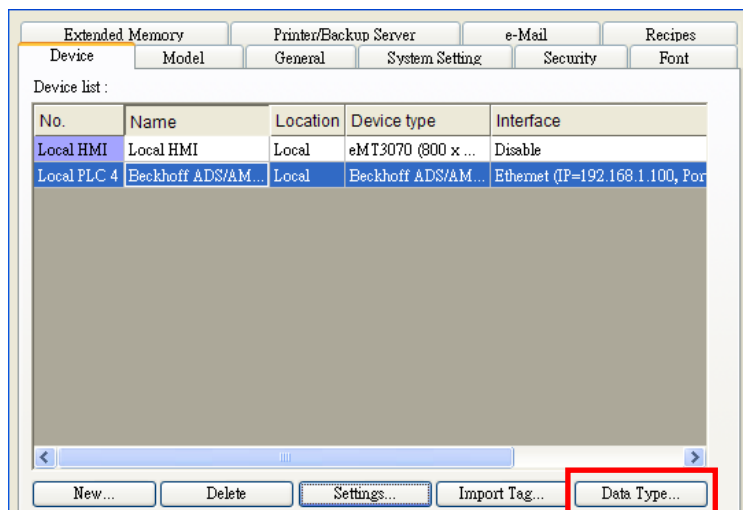 Extended Memory Printer/Backup Server e-Mail Recipes
Device Model General System Setting Security Font
Device list :
No. Name Location Device type Interface
Local HMI Local HMI Local eMT3070 (800 x ... Disable
Local PLC 4 Beckhoff ADS/AM... Local Beckhoff ADS/AM... Ethernet (IP=192.168.1.100, Por
New... Delete Settings... Import Tag... Data Type...